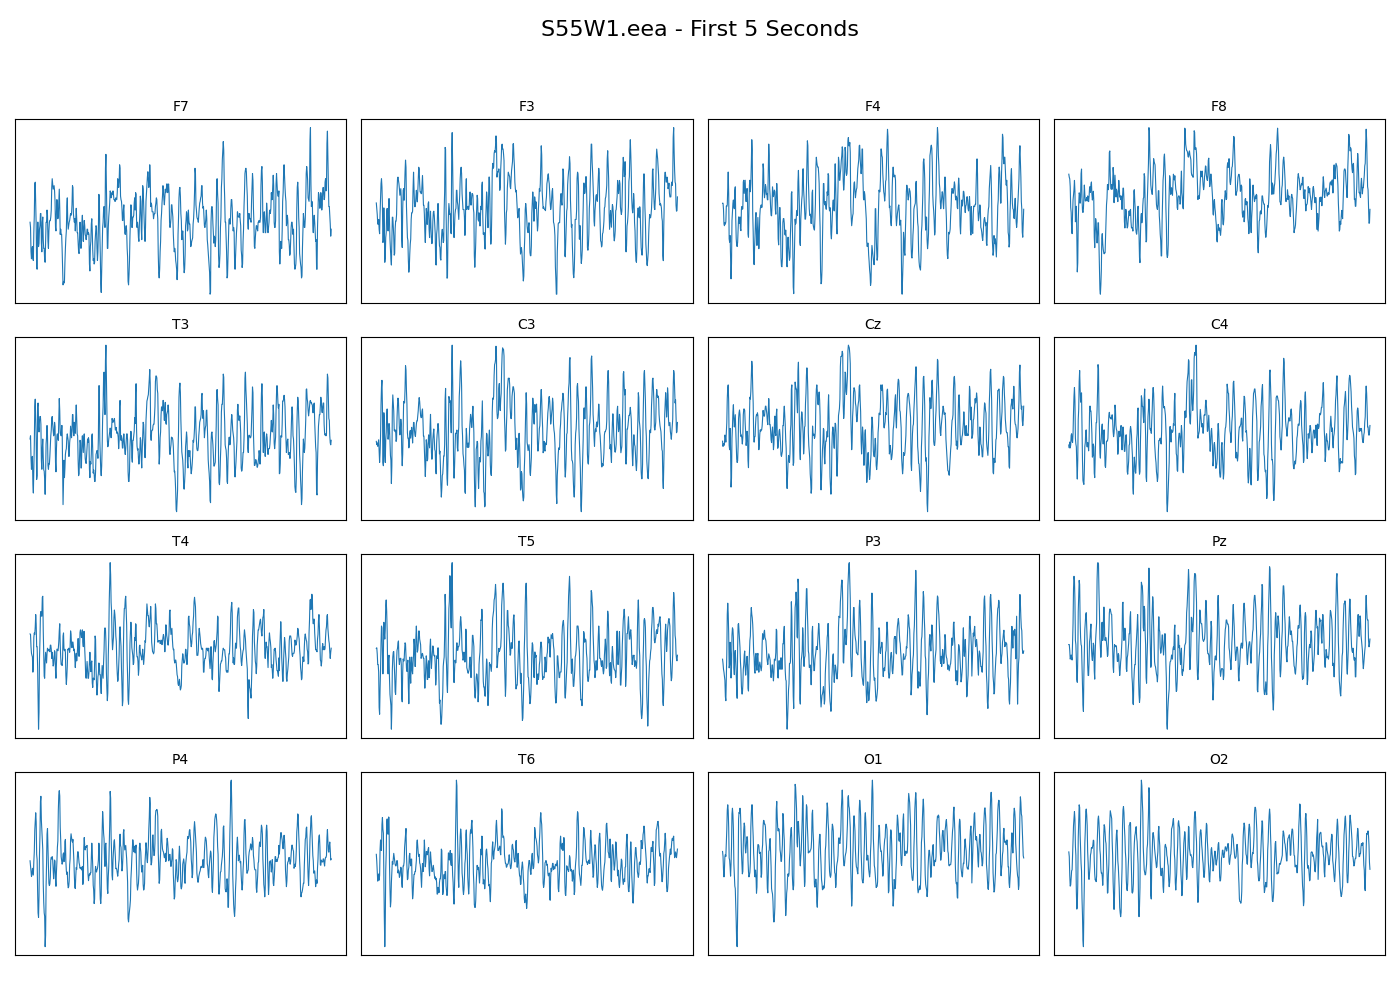 S55W1.eea - First 5 Seconds
F7 F3 F4 F8
T3 C3 Cz C4
T4 T5 P3 Pz
P4 T6 O1 O2